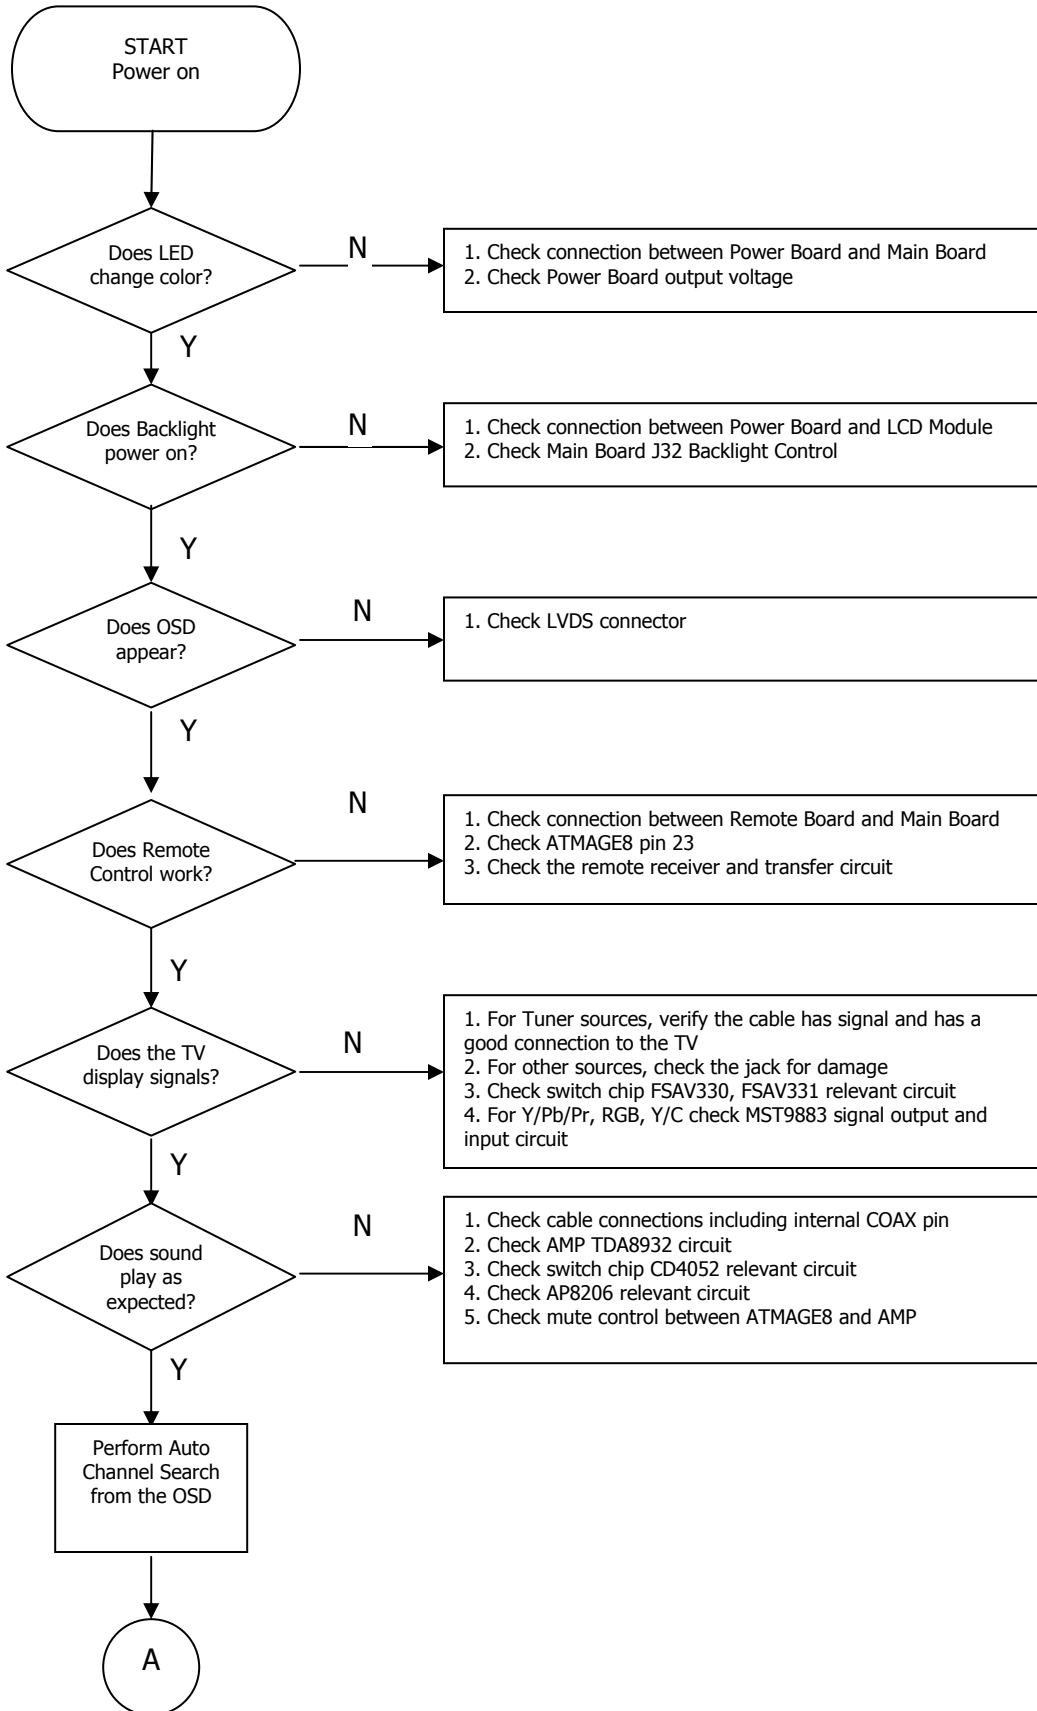 START
Power on
Does LED
change color?
N
1. Check connection between Power Board and Main Board
2. Check Power Board output voltage
Y
Does Backlight
power on?
N
1. Check connection between Power Board and LCD Module
2. Check Main Board J32 Backlight Control
Y
Does OSD
appear?
N
1. Check LVDS connector
Y
Does Remote
Control work?
N
1. Check connection between Remote Board and Main Board
2. Check ATMAGE8 pin 23
3. Check the remote receiver and transfer circuit
Y
Does the TV
display signals?
N
1. For Tuner sources, verify the cable has signal and has a
good connection to the TV
2. For other sources, check the jack for damage
3. Check switch chip FSAV330, FSAV331 relevant circuit
4. For Y/Pb/Pr, RGB, Y/C check MST9883 signal output and
input circuit
Y
Does sound
play as
expected?
N
1. Check cable connections including internal COAX pin
2. Check AMP TDA8932 circuit
3. Check switch chip CD4052 relevant circuit
4. Check AP8206 relevant circuit
5. Check mute control between ATMAGE8 and AMP
Y
Perform Auto
Channel Search
from the OSD
A